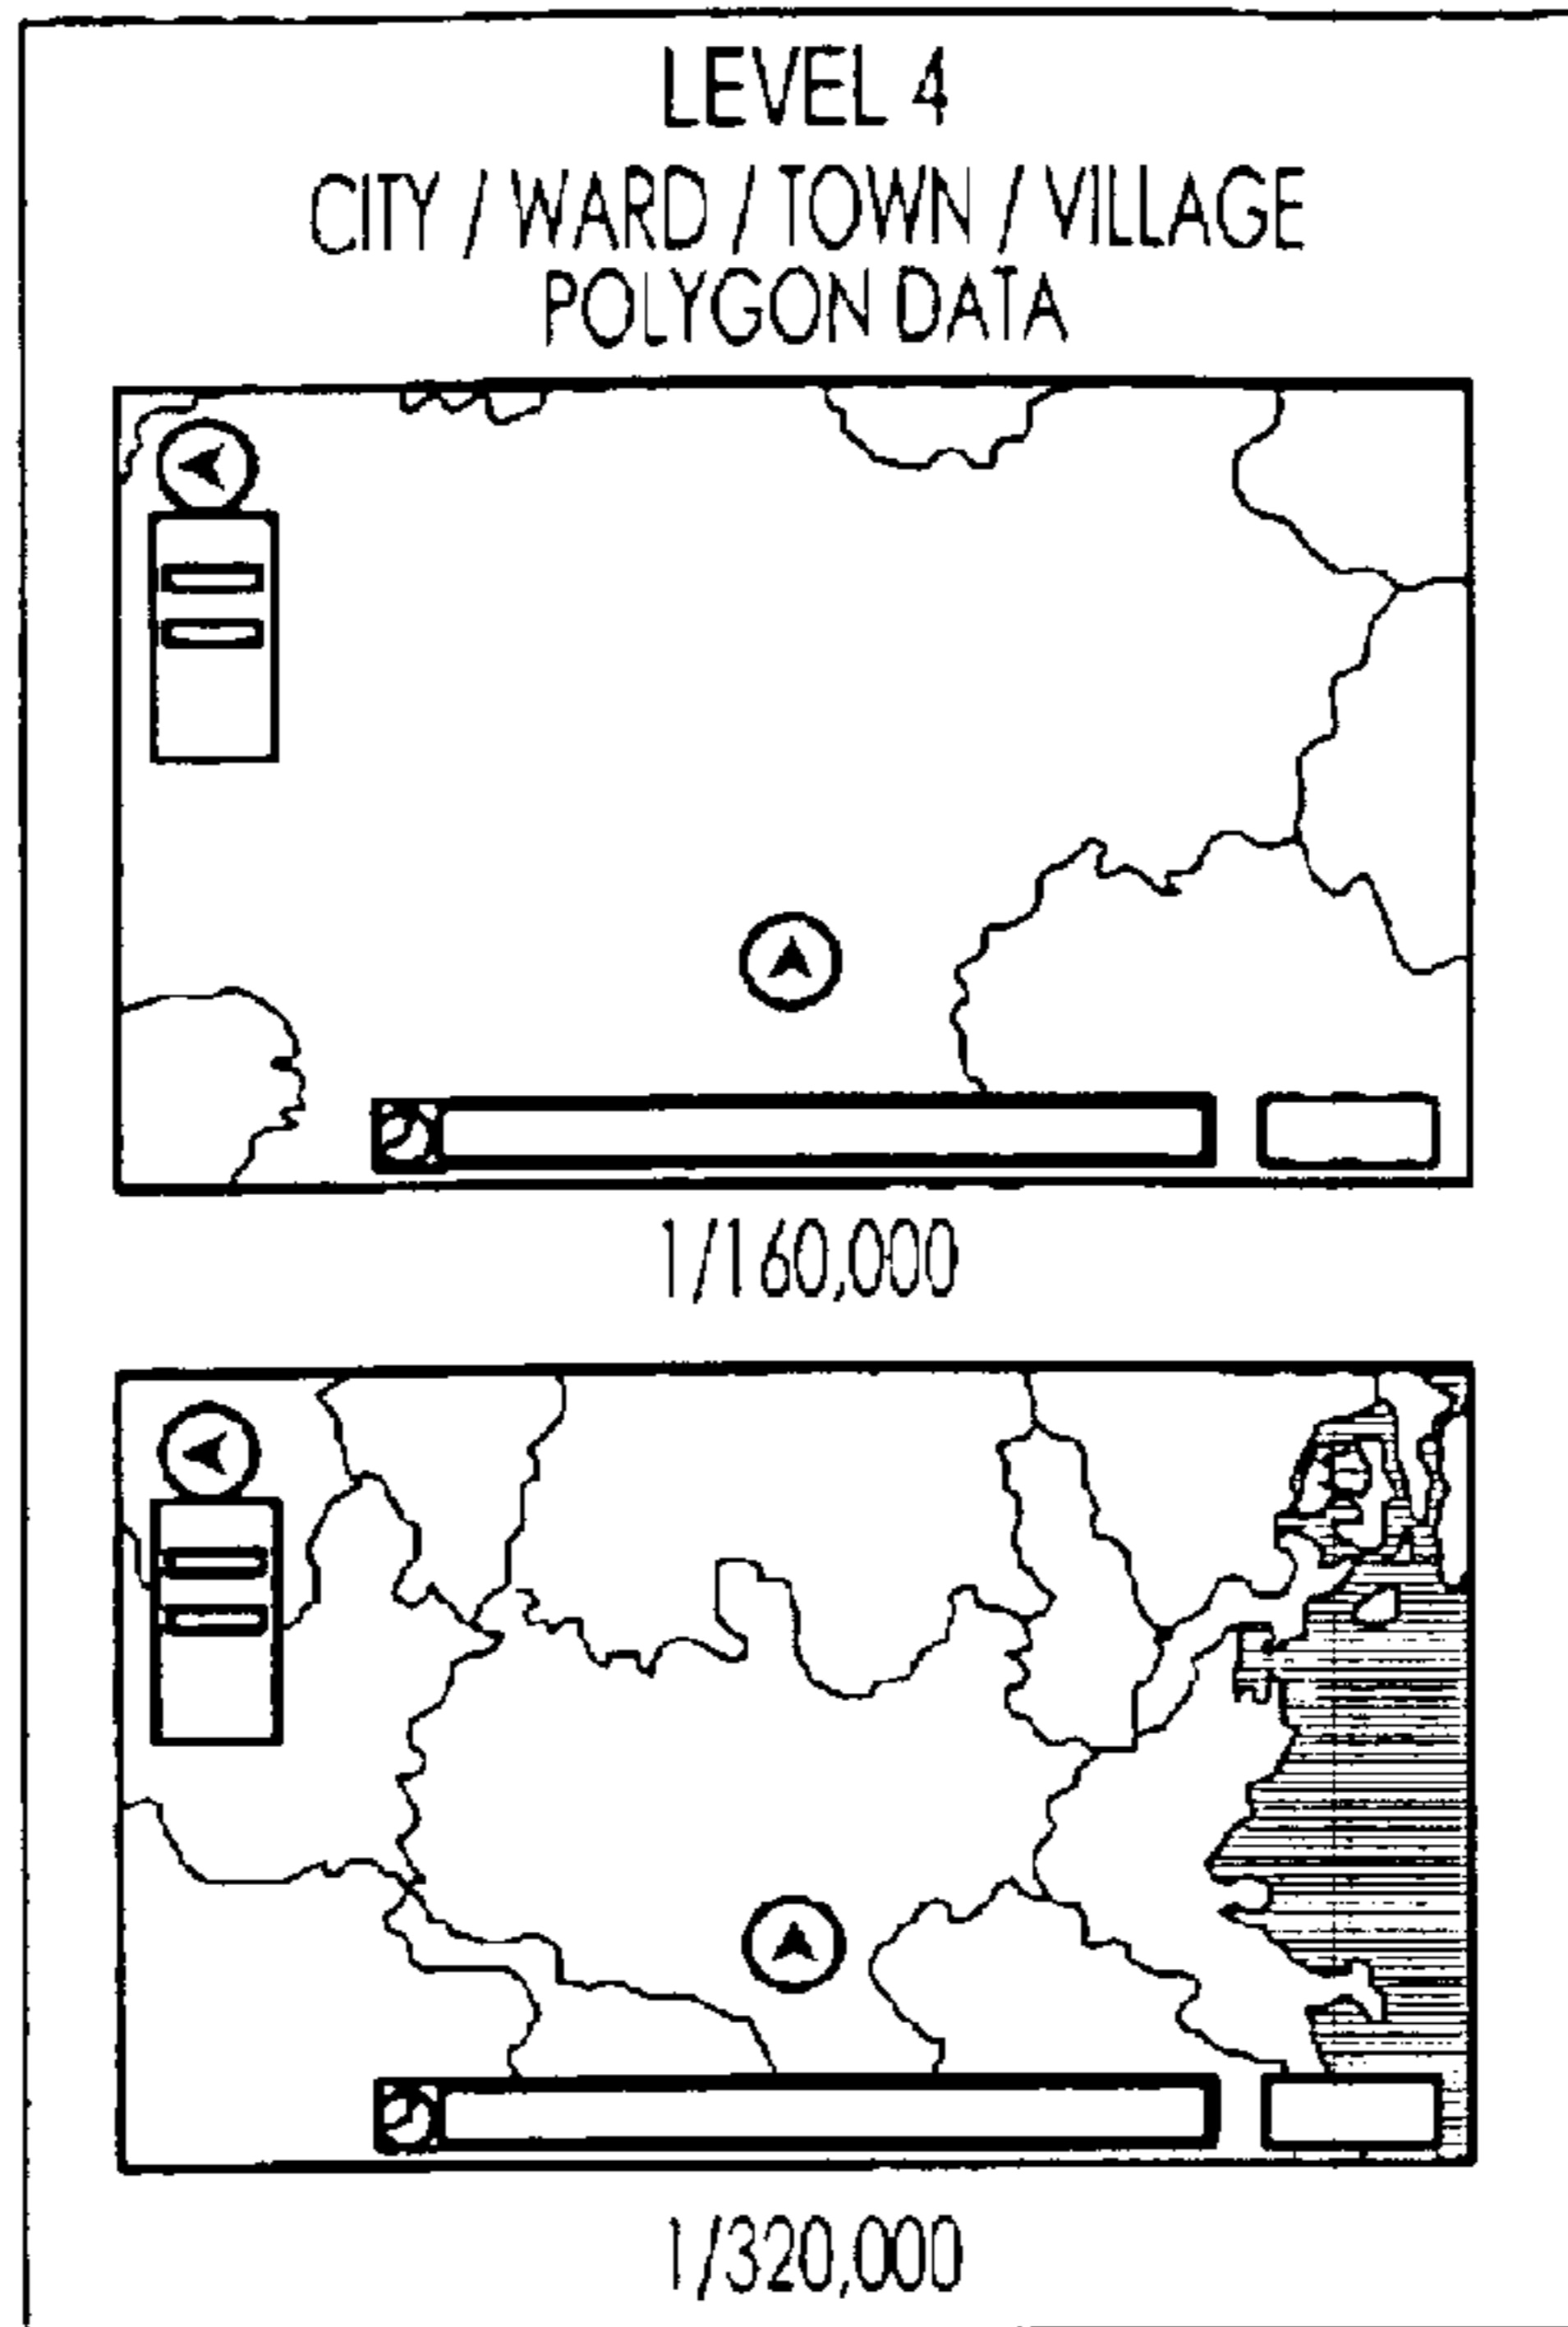 LEVEL 4
CITY / WARD / TOWN / VILLAGE
POLYGON DATA
1/160,000
1/320,000